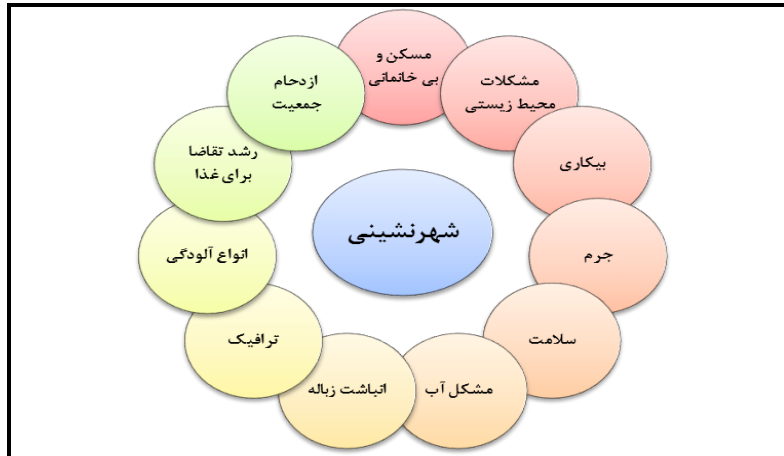 مسکن و
بی خانمانی
مشکلات
محیط زیستی
بیکاری
جرم
سلامت
مشکل آب
انباشت زباله
ترافیک
انواع آلودگی
رشد تقاضا
برای غذا
ازدحام
جمعیت
شهرنشینی